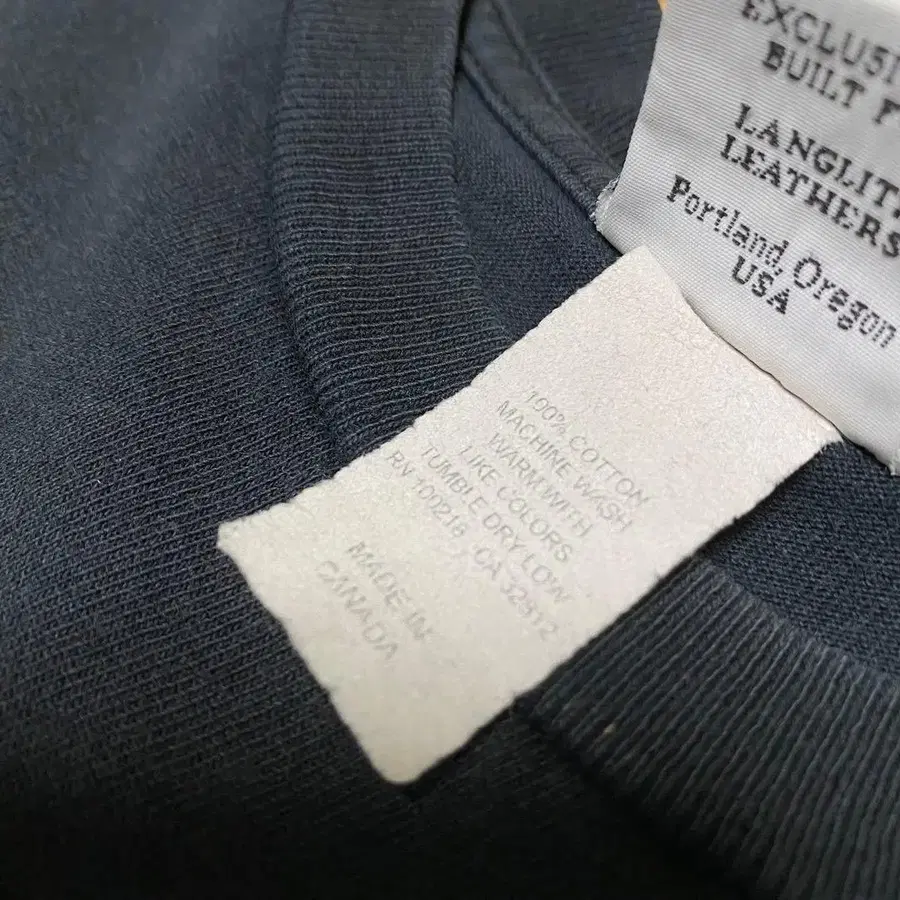 EXCLUSI
BUILT F
LANGLIT
LEATHERS
Portland, Oregon
USA
100% COTTON
MACHINE WASH
WARM WITH
LIKE COLORS
TUMBLE DRY LOW
RN 100216 CA 32912
MADE IN
CANADA